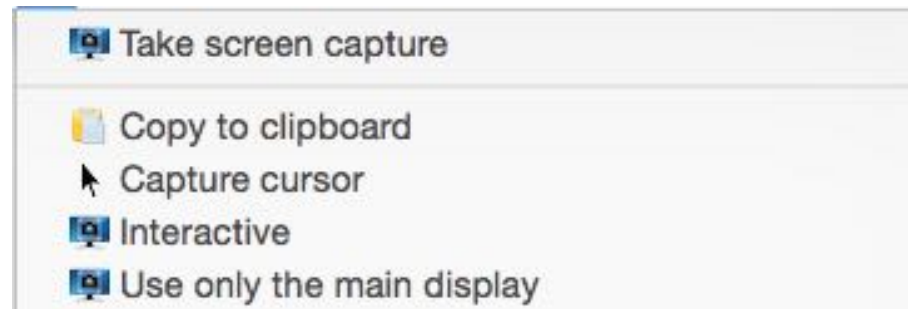 Take screen capture
Copy to clipboard
Capture cursor
Interactive
Use only the main display